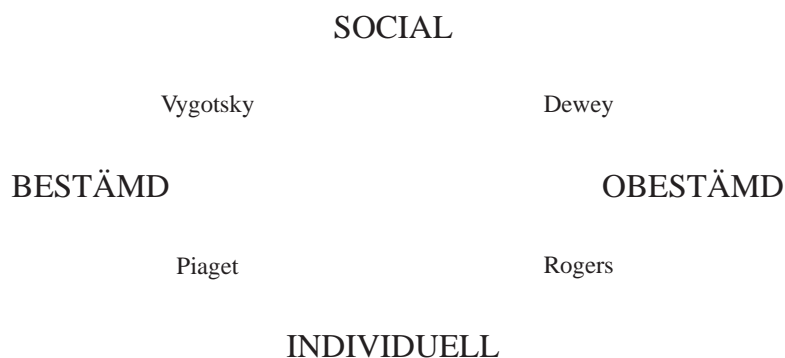 SOCIAL
Vygotsky Dewey
BESTÄMD OBESTÄMD
Piaget Rogers
INDIVIDUELL